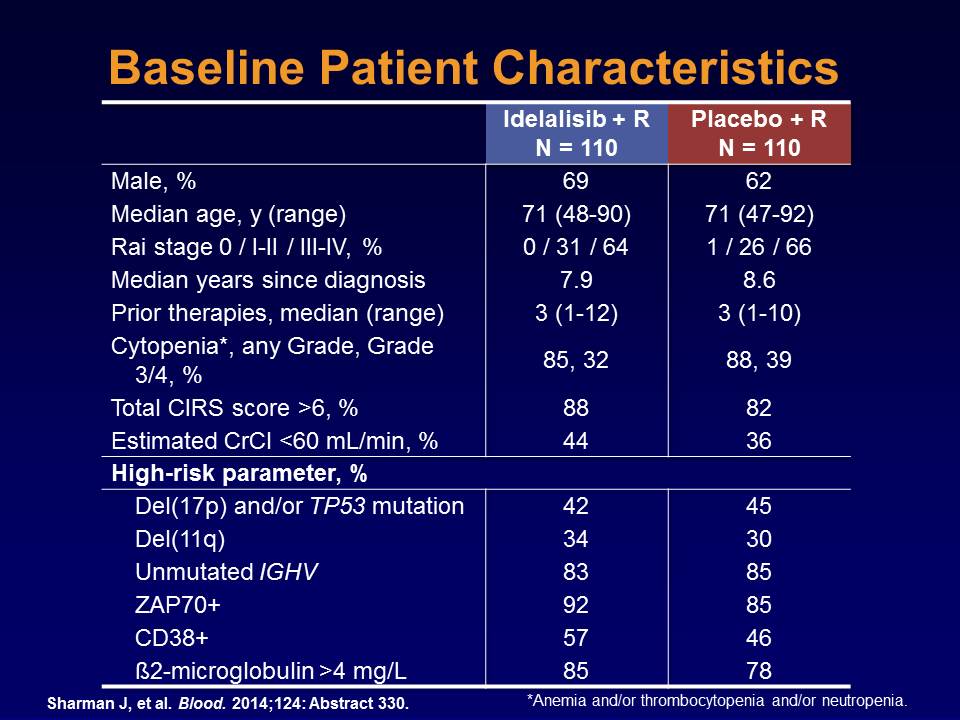 Baseline Patient Characteristics
Idelalisib + R Placebo + R
N = 110 N = 110
Male, % 69 62
Median age, y (range) 71 (48-90) 71 (47-92)
Rai stage 0 / I-II / III-IV, % 0 / 31 / 64 1 / 26 / 66
Median years since diagnosis 7.9 8.6
Prior therapies, median (range) 3 (1-12) 3 (1-10)
Cytopenia*, any Grade, Grade
3/4, % 85, 32 88, 39
Total CIRS score >6, % 88 82
Estimated CrCl <60 mL/min, % 44 36
High-risk parameter, %
Del(17p) and/or TP53 mutation 42 45
Del(11q) 34 30
Unmutated IGHV 83 85
ZAP70+ 92 85
CD38+ 57 46
ß2-microglobulin >4 mg/L 85 78
Sharman J, et al. Blood. 2014;124: Abstract 330. *Anemia and/or thrombocytopenia and/or neutropenia.